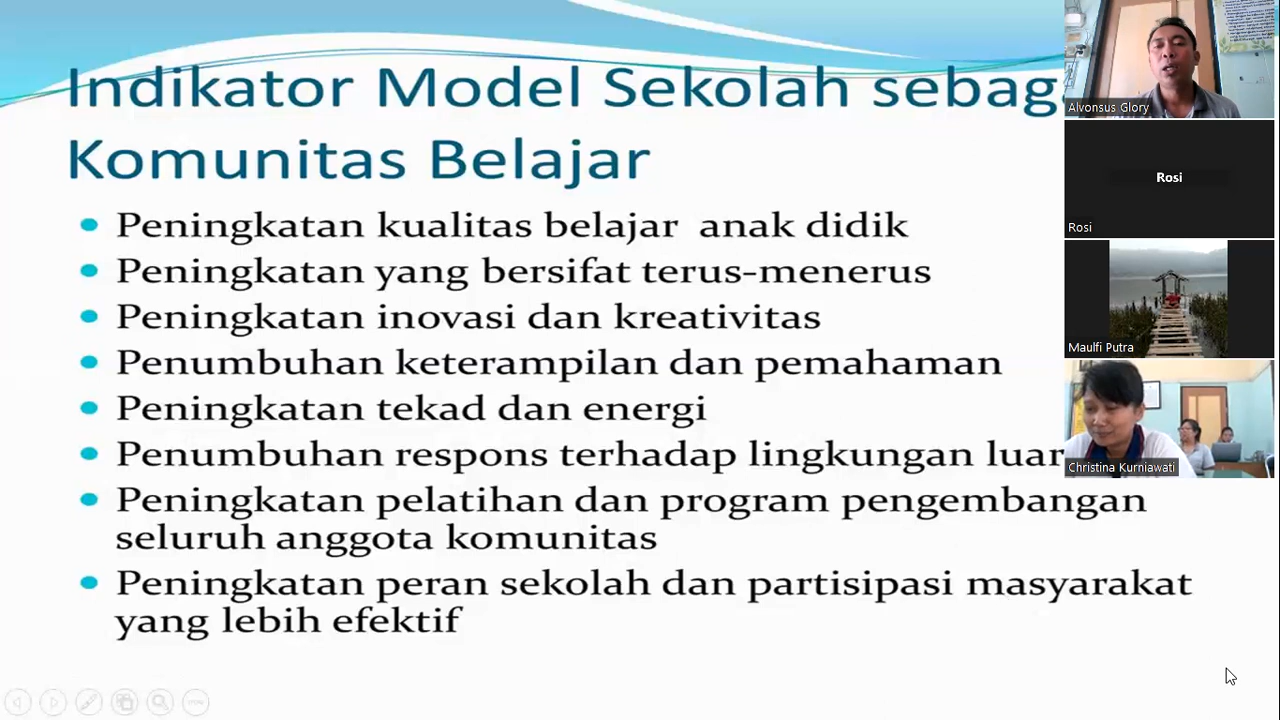 Indikator Model Sekolah sebaga
Komunitas Belajar
• Peningkatan kualitas belajar anak didik
• Peningkatan yang bersifat terus-menerus
• Peningkatan inovasi dan kreativitas
• Penumbuhan keterampilan dan pemahaman
• Peningkatan tekad dan energi
• Penumbuhan respons terhadap lingkungan luar
• Peningkatan pelatihan dan program pengembangan
seluruh anggota komunitas
• Peningkatan peran sekolah dan partisipasi masyarakat
yang lebih efektif
Alvonsus Glory
Rosi
Rosi
Maulfi Putra
Christina Kurniawati